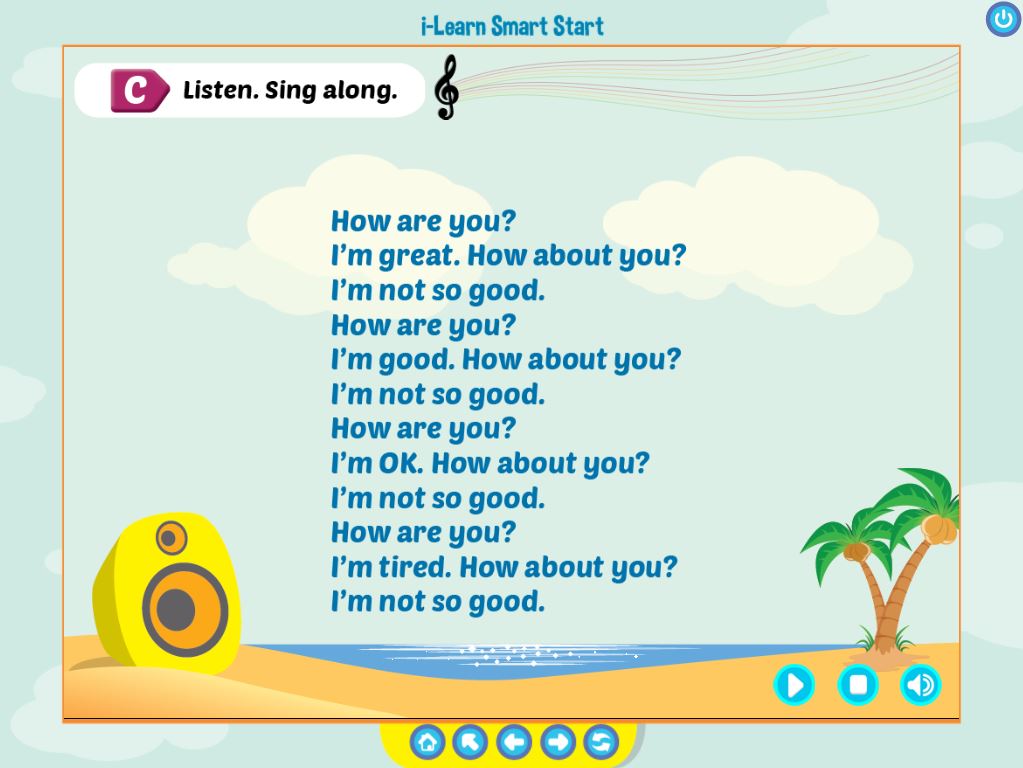 i-Learn Smart Start
C Listen. Sing along.
How are you?
I'm great. How about you?
I'm not so good.
How are you?
I'm good. How about you?
I'm not so good.
How are you?
I'm OK. How about you?
I'm not so good.
How are you?
I'm tired. How about you?
I'm not so good.